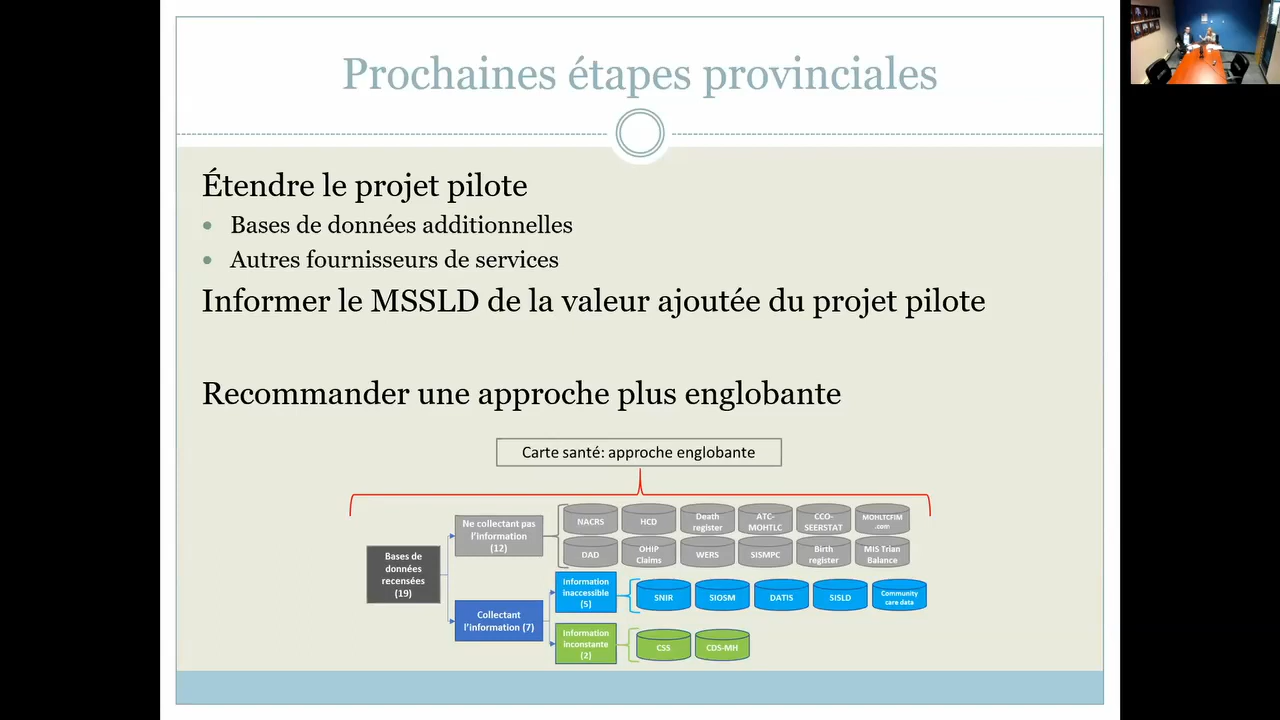 Prochaines étapes provinciales
Étendre le projet pilote
• Bases de données additionnelles
• Autres fournisseurs de services
Informer le MSSLD de la valeur ajoutée du projet pilote
Recommander une approche plus englobante
Carte santé: approche englobante
Bases de
données
recensées
(19)
Ne collectant pas
l'information
(12)
NACRS
HCD
Death
register
ATC-
MOHTLC
CCO-
SEERSTAT
MOHLTCFIM
.com
DAD
OHIP
Claims
WERS
SISMPC
Birth
register
MIS Trian
Balance
Collectant
l'information (7)
Information
inaccessible
(5)
SNIR
SIOSM
DATIS
SISLD
Community
care data
Information
inconstante
(2)
CSS
CDS-MH